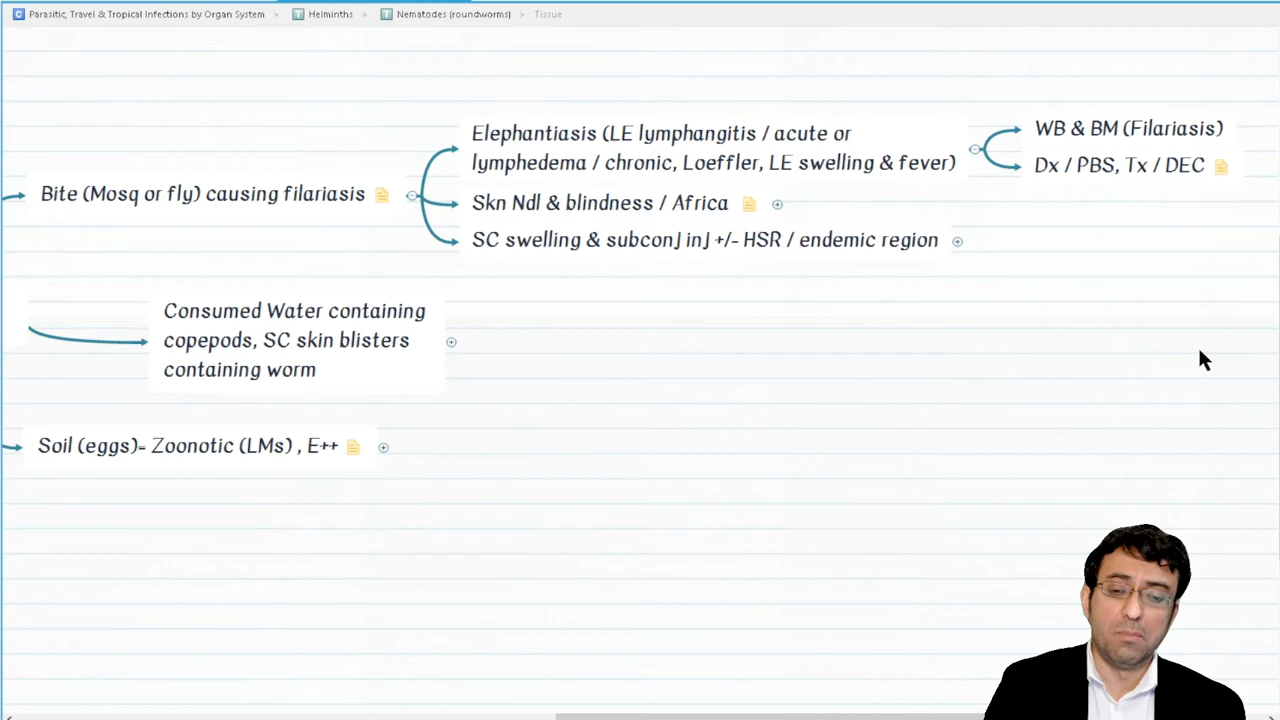 Parasitic, Travel & Tropical Infections by Organ System > Helminths > Nematodes (roundworms) > Tissue
Bite (Mosq or fly) causing filariasis
Elephantiasis (LE lymphangitis / acute or
lymphedema / chronic, Loeffler, LE swelling & fever)
WB & BM (Filariasis)
Dx / PBS, Tx / DEC
Skn Ndl & blindness / Africa
SC swelling & subconj inj +/- HSR / endemic region
Consumed Water containing
copepods, SC skin blisters
containing worm
Soil (eggs)= Zoonotic (LMs) , E++